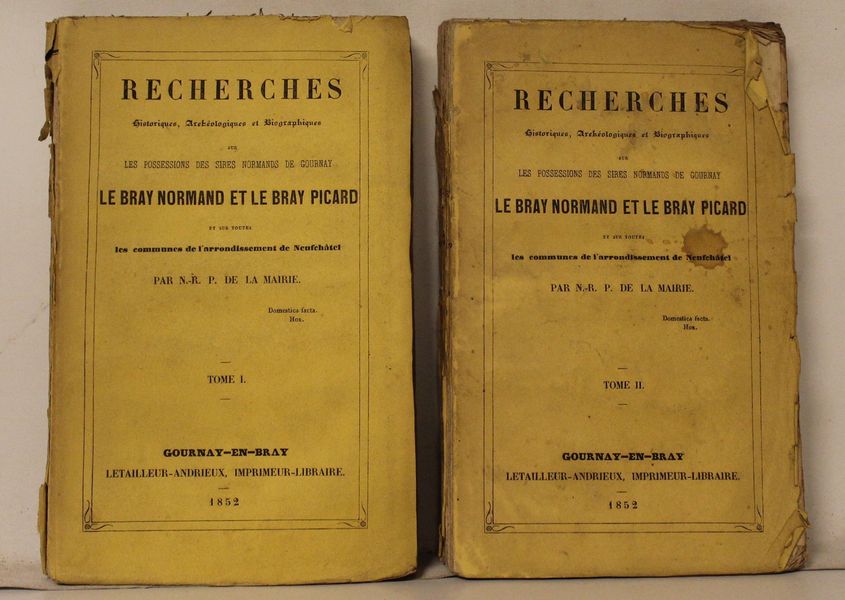 RECHERCHES
Historiques, Archéologiques et Biographiques
SUR
LES POSSESSIONS DES SIRES NORMANDS DE GOURNAY
LE BRAY NORMAND ET LE BRAY PICARD
ET SUR TOUTES
les communes de l'arrondissement de Neufchâtel
PAR N.-R. P. DE LA MAIRIE.
Domestica facta.
Hor.
TOME I.
GOURNAY-EN-BRAY
LETAILLEUR-ANDRIEUX, IMPRIMEUR-LIBRAIRE.
1852
RECHERCHES
Historiques, Archéologiques et Biographiques
SUR
LES POSSESSIONS DES SIRES NORMANDS DE GOURNAY
LE BRAY NORMAND ET LE BRAY PICARD
ET SUR TOUTES
les communes de l'arrondissement de Neufchâtel
PAR N.-R. P. DE LA MAIRIE.
Domestica facta.
Hor.
TOME II.
GOURNAY-EN-BRAY
LETAILLEUR-ANDRIEUX, IMPRIMEUR-LIBRAIRE.
1852